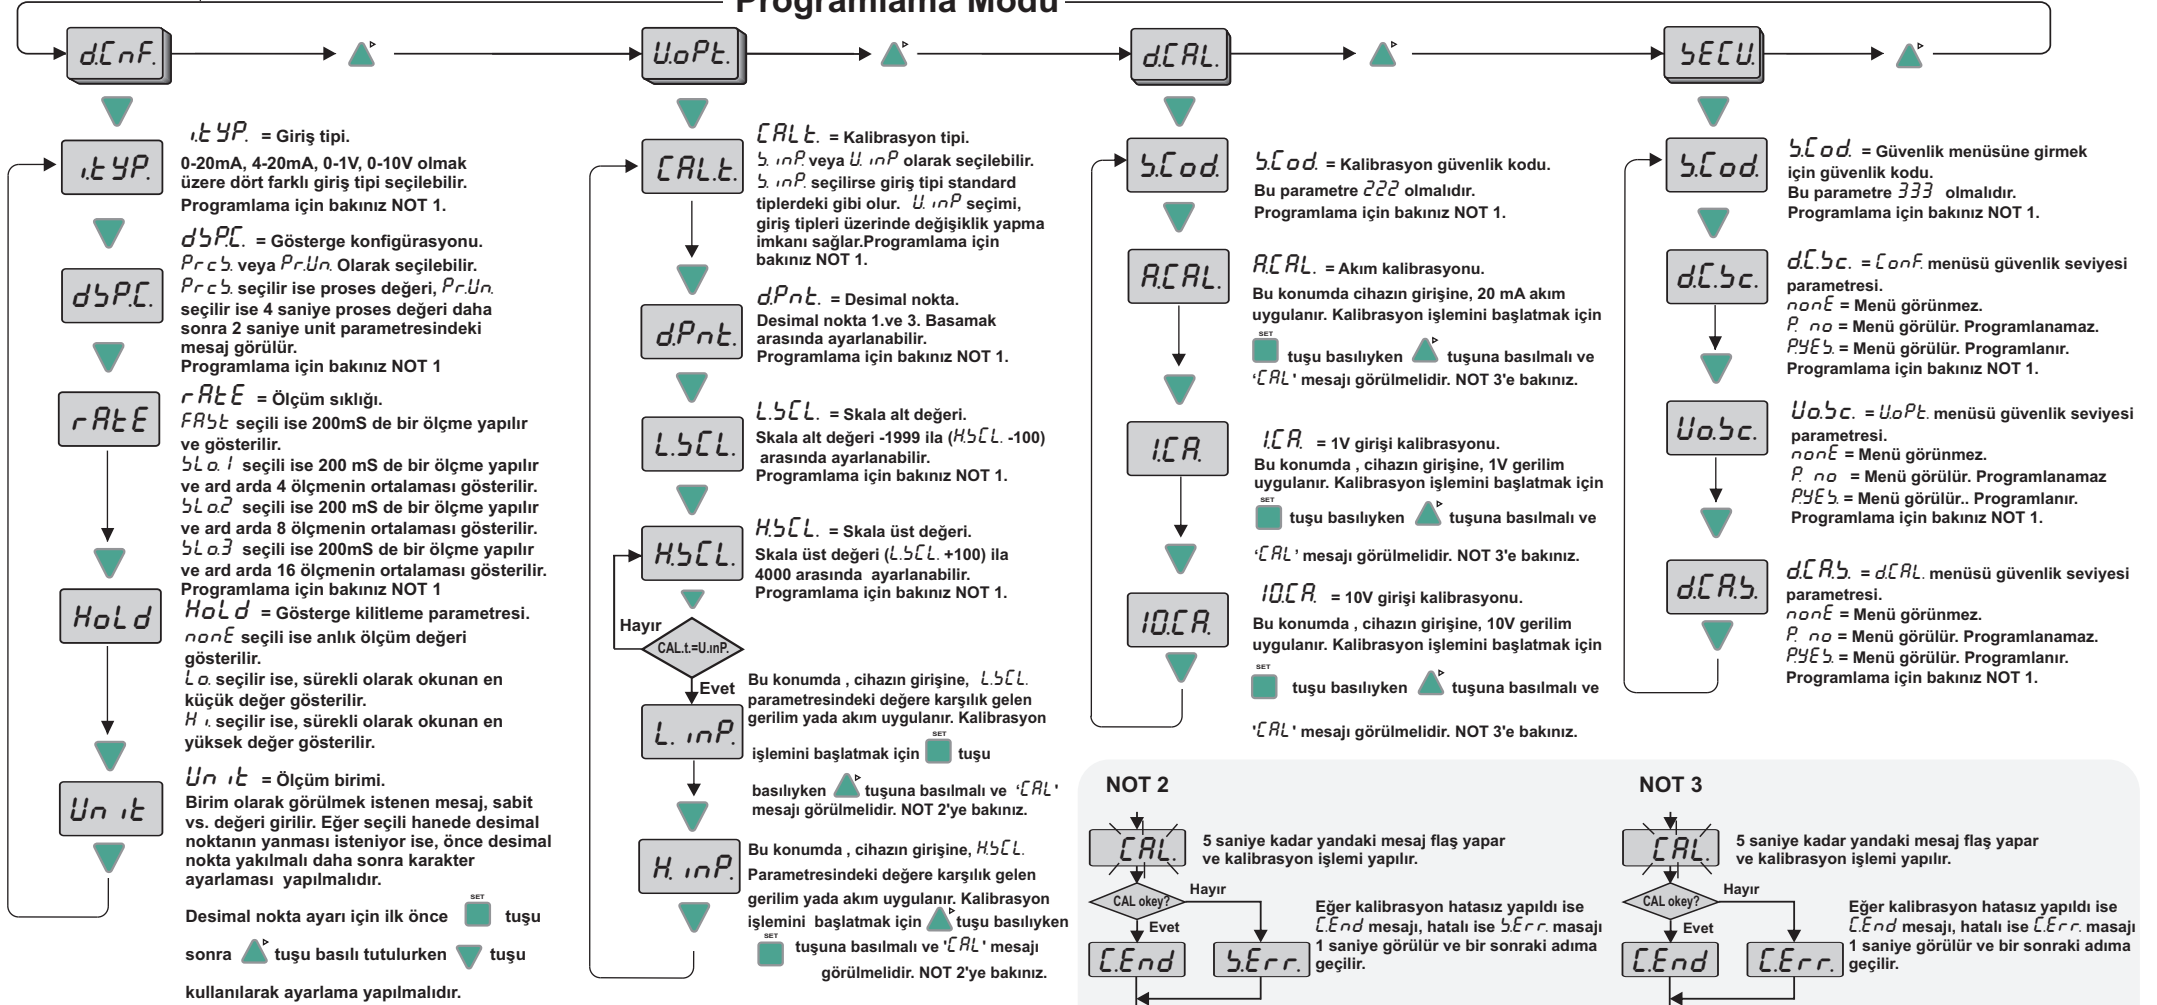 Programlama Modu
d.CnF.
U.oPt.
d.CAL.
SECU.
i.tYP.
i.tYP. = Giriş tipi.
0-20mA, 4-20mA, 0-1V, 0-10V olmak
üzere dört farklı giriş tipi seçilebilir.
Programlama için bakınız NOT 1.
dSP.C.
dSP.C. = Gösterge konfigürasyonu.
PrcS. veya Pr.Un. Olarak seçilebilir.
PrcS. seçilir ise proses değeri, Pr.Un.
seçilir ise 4 saniye proses değeri daha
sonra 2 saniye unit parametresindeki
mesaj görülür.
Programlama için bakınız NOT 1
rAtE
rAtE = Ölçüm sıklığı.
FASt seçili ise 200mS de bir ölçme yapılır
ve gösterilir.
SLo.1 seçili ise 200 mS de bir ölçme yapılır
ve ard arda 4 ölçmenin ortalaması gösterilir.
SLo.2 seçili ise 200 mS de bir ölçme yapılır
ve ard arda 8 ölçmenin ortalaması gösterilir.
SLo.3 seçili ise 200mS de bir ölçme yapılır
ve ard arda 16 ölçmenin ortalaması gösterilir.
Programlama için bakınız NOT 1
HoLd
HoLd = Gösterge kilitleme parametresi.
nonE seçili ise anlık ölçüm değeri
gösterilir.
Lo. seçilir ise, sürekli olarak okunan en
küçük değer gösterilir.
Hi. seçilir ise, sürekli olarak okunan en
yüksek değer gösterilir.
Unit
Unit = Ölçüm birimi.
Birim olarak görülmek istenen mesaj, sabit
vs. değeri girilir. Eğer seçili hanede desimal
noktanın yanması isteniyor ise, önce desimal
nokta yakılmalı daha sonra karakter
ayarlaması yapılmalıdır.
SET
Desimal nokta ayarı için ilk önce tuşu
sonra tuşu basılı tutulurken tuşu
kullanılarak ayarlama yapılmalıdır.
CAL.t.
CALt. = Kalibrasyon tipi.
S.inP. veya U.inP olarak seçilebilir.
S.inP. seçilirse giriş tipi standard
tiplerdeki gibi olur. U.inP seçimi,
giriş tipleri üzerinde değişiklik yapma
imkanı sağlar.Programlama için
bakınız NOT 1.
d.Pnt.
d.Pnt. = Desimal nokta.
Desimal nokta 1.ve 3. Basamak
arasında ayarlanabilir.
Programlama için bakınız NOT 1.
L.SCL.
L.SCL. = Skala alt değeri.
Skala alt değeri -1999 ila (H.SCL. -100)
arasında ayarlanabilir.
Programlama için bakınız NOT 1.
H.SCL.
H.SCL. = Skala üst değeri.
Skala üst değeri (L.SCL. +100) ila
4000 arasında ayarlanabilir.
Programlama için bakınız NOT 1.
Hayır
CAL.t.=U.ınP.
Evet
L.inP.
Bu konumda , cihazın girişine, L.SCL.
parametresindeki değere karşılık gelen
gerilim yada akım uygulanır. Kalibrasyon
SET
işlemini başlatmak için tuşu
basılıyken tuşuna basılmalı ve 'CAL'
mesajı görülmelidir. NOT 2'ye bakınız.
H.inP.
Bu konumda , cihazın girişine, H.SCL.
Parametresindeki değere karşılık gelen
gerilim yada akım uygulanır. Kalibrasyon
işlemini başlatmak için tuşu basılıyken
SET
tuşuna basılmalı ve 'CAL' mesajı
görülmelidir. NOT 2'ye bakınız.
S.Cod.
S.Cod. = Kalibrasyon güvenlik kodu.
Bu parametre 222 olmalıdır.
Programlama için bakınız NOT 1.
A.CAL.
A.CAL. = Akım kalibrasyonu.
Bu konumda cihazın girişine, 20 mA akım
uygulanır. Kalibrasyon işlemini başlatmak için
SET
tuşu basılıyken tuşuna basılmalı ve
'CAL' mesajı görülmelidir. NOT 3'e bakınız.
1.CA.
1.CA. = 1V girişi kalibrasyonu.
Bu konumda , cihazın girişine, 1V gerilim
uygulanır. Kalibrasyon işlemini başlatmak için
SET
tuşu basılıyken tuşuna basılmalı ve
'CAL' mesajı görülmelidir. NOT 3'e bakınız.
10.CA.
10.CA. = 10V girişi kalibrasyonu.
Bu konumda , cihazın girişine, 10V gerilim
uygulanır. Kalibrasyon işlemini başlatmak için
SET
tuşu basılıyken tuşuna basılmalı ve
'CAL' mesajı görülmelidir. NOT 3'e bakınız.
S.Cod.
S.Cod. = Güvenlik menüsüne girmek
için güvenlik kodu.
Bu parametre 333 olmalıdır.
Programlama için bakınız NOT 1.
d.C.Sc.
d.C.Sc. = ConF. menüsü güvenlik seviyesi
parametresi.
nonE = Menü görünmez.
P. no = Menü görülür. Programlanamaz.
P.YES. = Menü görülür. Programlanır.
Programlama için bakınız NOT 1.
Uo.Sc.
Uo.Sc. = U.oPt. menüsü güvenlik seviyesi
parametresi.
nonE = Menü görünmez.
P. no = Menü görülür. Programlanamaz
P.YES. = Menü görülür.. Programlanır.
Programlama için bakınız NOT 1.
d.CA.S.
d.CA.S. = d.CAL. menüsü güvenlik seviyesi
parametresi.
nonE = Menü görünmez.
P. no = Menü görülür. Programlanamaz.
P.YES. = Menü görülür. Programlanır.
Programlama için bakınız NOT 1.
NOT 2
CAL.
5 saniye kadar yandaki mesaj flaş yapar
ve kalibrasyon işlemi yapılır.
CAL okey?
Hayır
Evet
C.End
S.Err.
Eğer kalibrasyon hatasız yapıldı ise
C.End mesajı, hatalı ise S.Err. masajı
1 saniye görülür ve bir sonraki adıma
geçilir.
NOT 3
CAL.
5 saniye kadar yandaki mesaj flaş yapar
ve kalibrasyon işlemi yapılır.
CAL okey?
Hayır
Evet
C.End
C.Err.
Eğer kalibrasyon hatasız yapıldı ise
C.End mesajı, hatalı ise C.Err. masajı
1 saniye görülür ve bir sonraki adıma
geçilir.